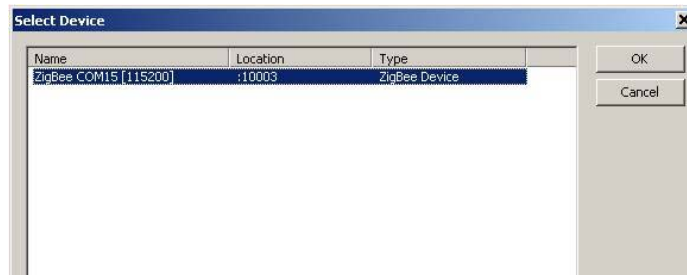 Select Device
Name Location Type
OK
ZigBee COM15 [115200] :10003 ZigBee Device
Cancel